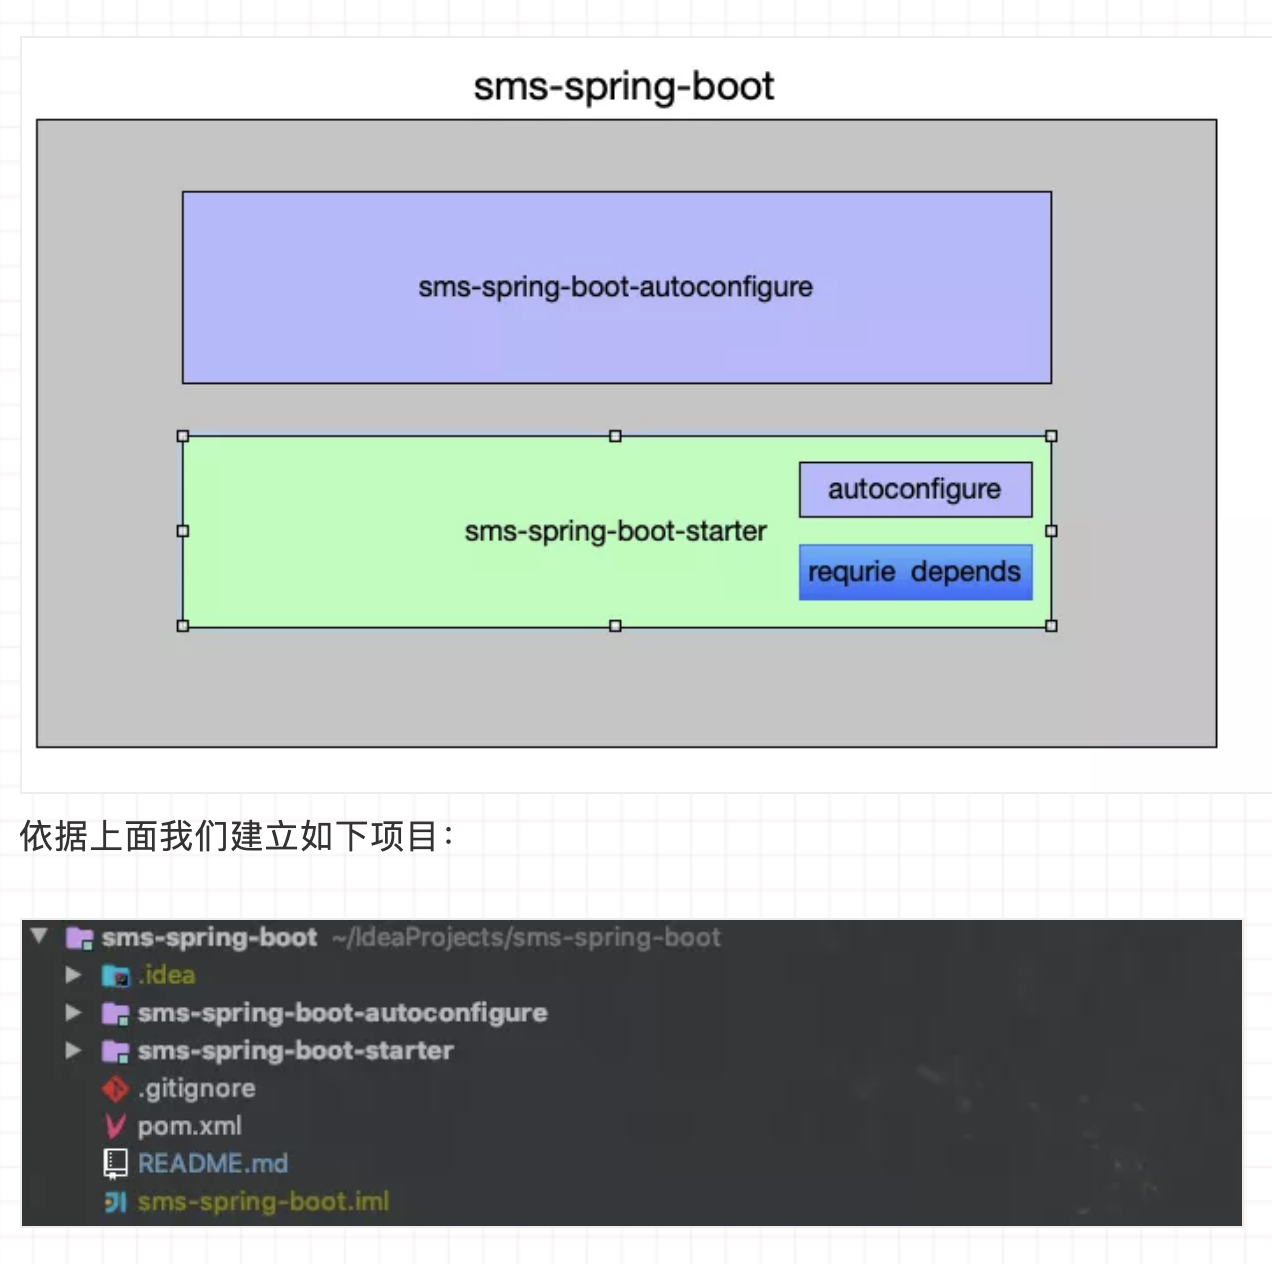 sms-spring-boot
sms-spring-boot-autoconfigure
autoconfigure
sms-spring-boot-starter
requrie depends
依据上面我们建立如下项目：
sms-spring-boot ~/IdeaProjects/sms-spring-boot
.idea
sms-spring-boot-autoconfigure
sms-spring-boot-starter
.gitignore
pom.xml
README.md
sms-spring-boot.iml